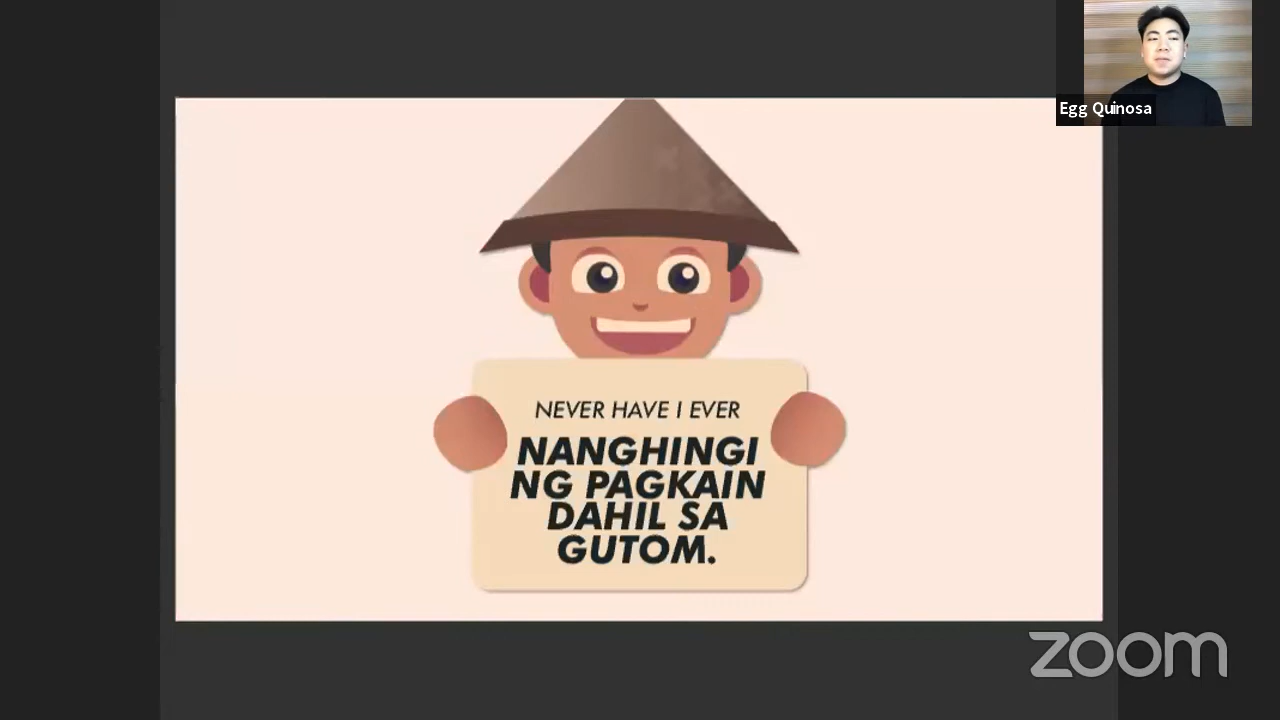 Egg Quinosa
NEVER HAVE I EVER
NANGHINGI
NG PAGKAIN
DAHIL SA
GUTOM.
zoom